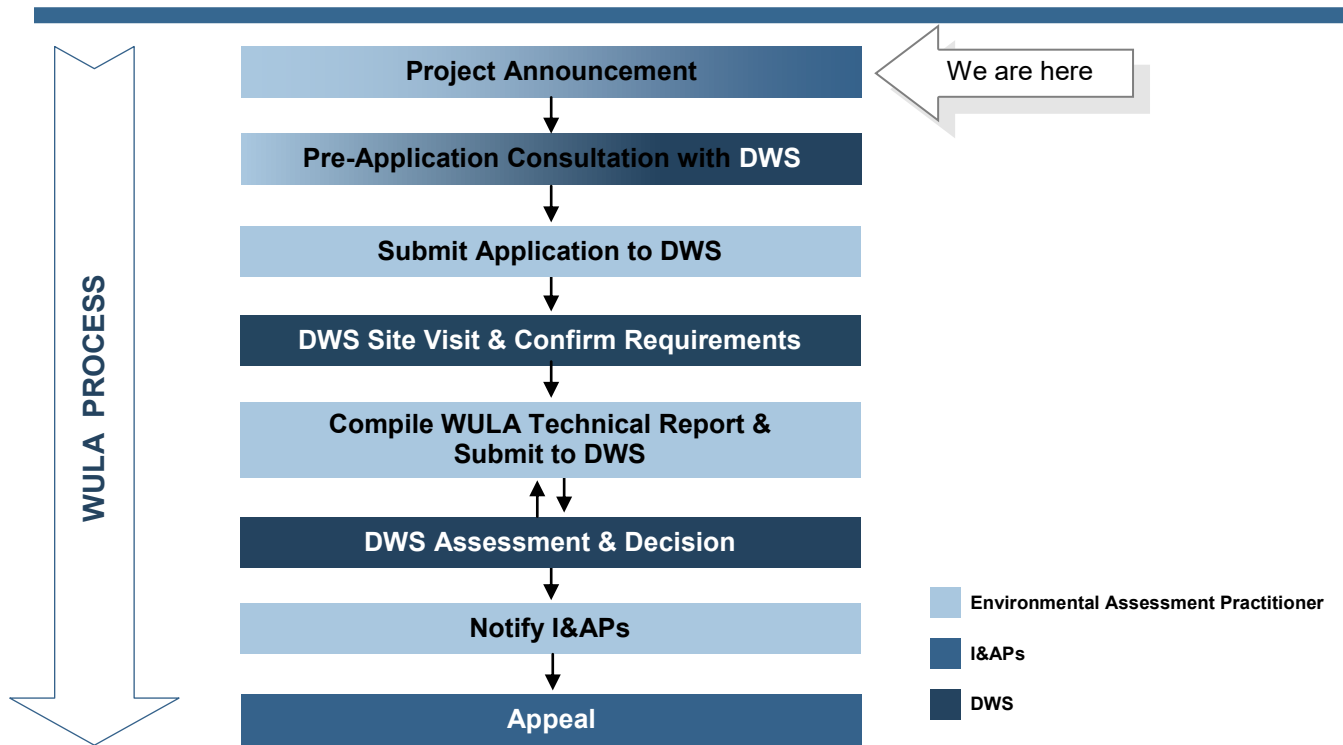 Project Announcement
We are here
Pre-Application Consultation with DWS
Submit Application to DWS
DWS Site Visit & Confirm Requirements
Compile WULA Technical Report &
Submit to DWS
DWS Assessment & Decision
Notify I&APs
Appeal
WULA PROCESS
Environmental Assessment Practitioner
I&APs
DWS